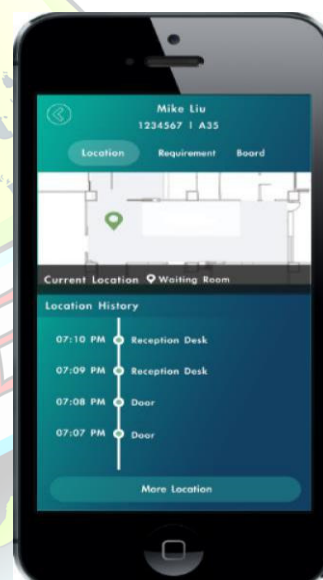 Mike Liu
1234567 | A35
Location Requirement Board
Current Location Waiting Room
Location History
07:10 PM Reception Desk
07:09 PM Reception Desk
07:08 PM Door
07:07 PM Door
More Location